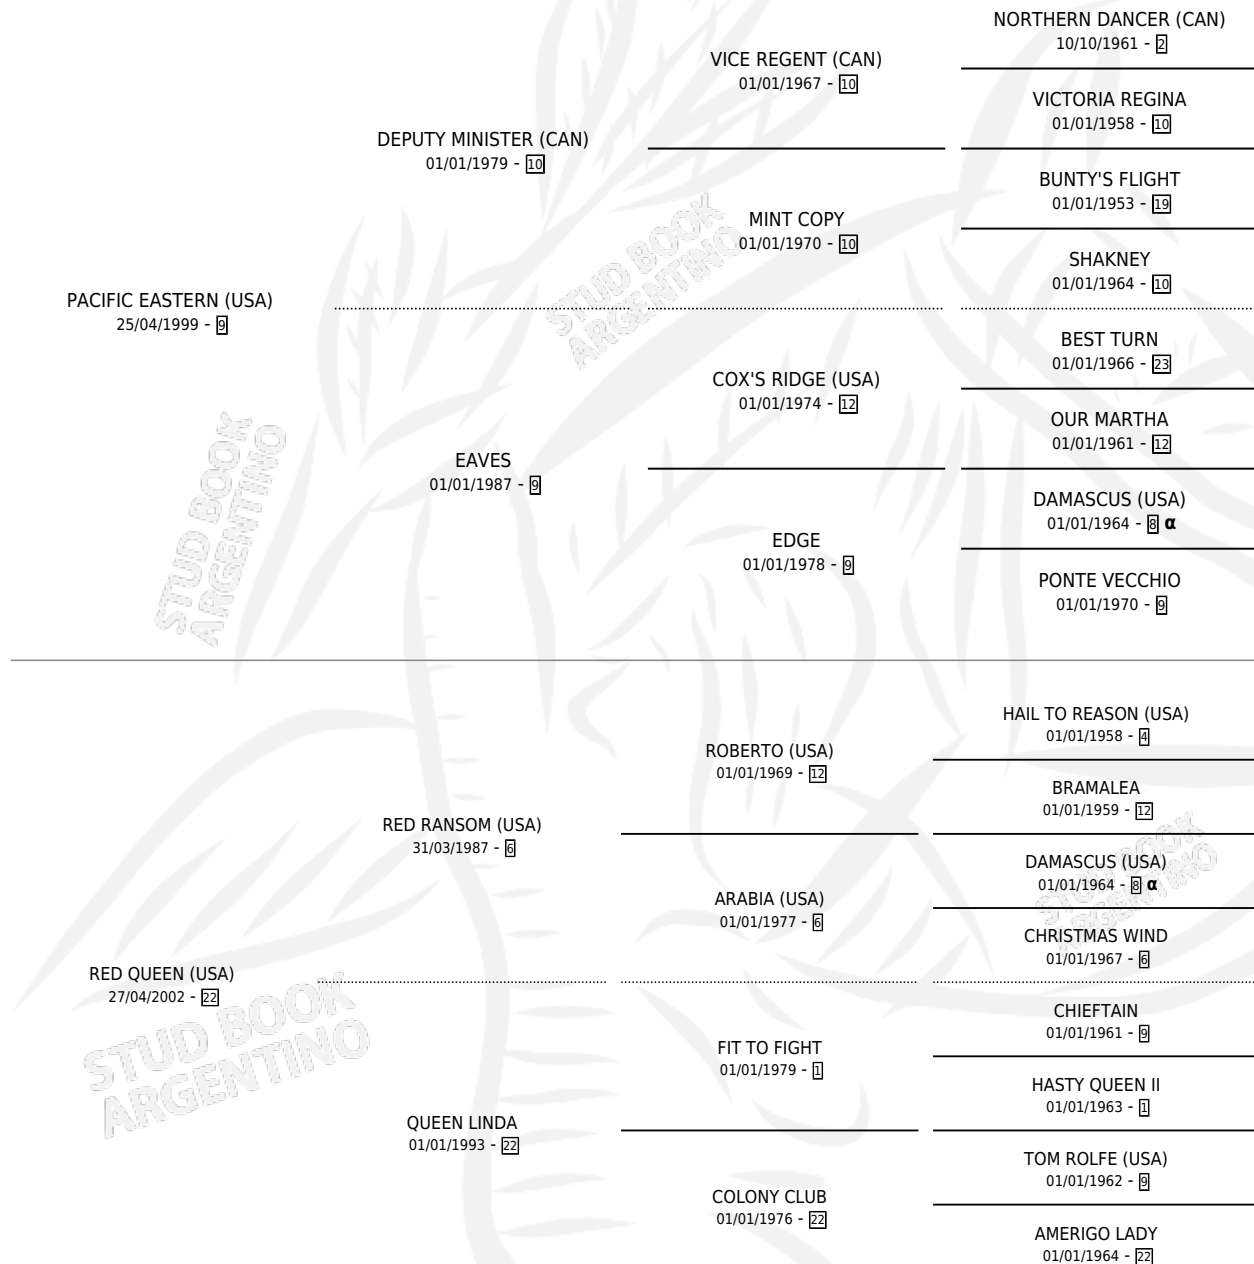 NORTHERN DANCER (CAN)
10/10/1961 - 2
VICE REGENT (CAN)
01/01/1967 - 10
VICTORIA REGINA
01/01/1958 - 10
DEPUTY MINISTER (CAN)
01/01/1979 - 10
BUNTY'S FLIGHT
01/01/1953 - 19
MINT COPY
01/01/1970 - 10
SHAKNEY
01/01/1964 - 10
PACIFIC EASTERN (USA)
25/04/1999 - 9
BEST TURN
01/01/1966 - 23
COX'S RIDGE (USA)
01/01/1974 - 12
OUR MARTHA
01/01/1961 - 12
EAVES
01/01/1987 - 9
DAMASCUS (USA)
01/01/1964 - 8 α
EDGE
01/01/1978 - 9
PONTE VECCHIO
01/01/1970 - 9
HAIL TO REASON (USA)
01/01/1958 - 4
ROBERTO (USA)
01/01/1969 - 12
BRAMALEA
01/01/1959 - 12
RED RANSOM (USA)
31/03/1987 - 6
DAMASCUS (USA)
01/01/1964 - 8 α
ARABIA (USA)
01/01/1977 - 6
CHRISTMAS WIND
01/01/1967 - 6
RED QUEEN (USA)
27/04/2002 - 22
CHIEFTAIN
01/01/1961 - 9
FIT TO FIGHT
01/01/1979 - 1
HASTY QUEEN II
01/01/1963 - 1
QUEEN LINDA
01/01/1993 - 22
TOM ROLFE (USA)
01/01/1962 - 9
COLONY CLUB
01/01/1976 - 22
AMERIGO LADY
01/01/1964 - 22
STUD BOOK
ARGENTINO
STUD BOOK
ARGENTINO
STUD BOOK
ARGENTINO
STUD BOOK
ARGENTINO